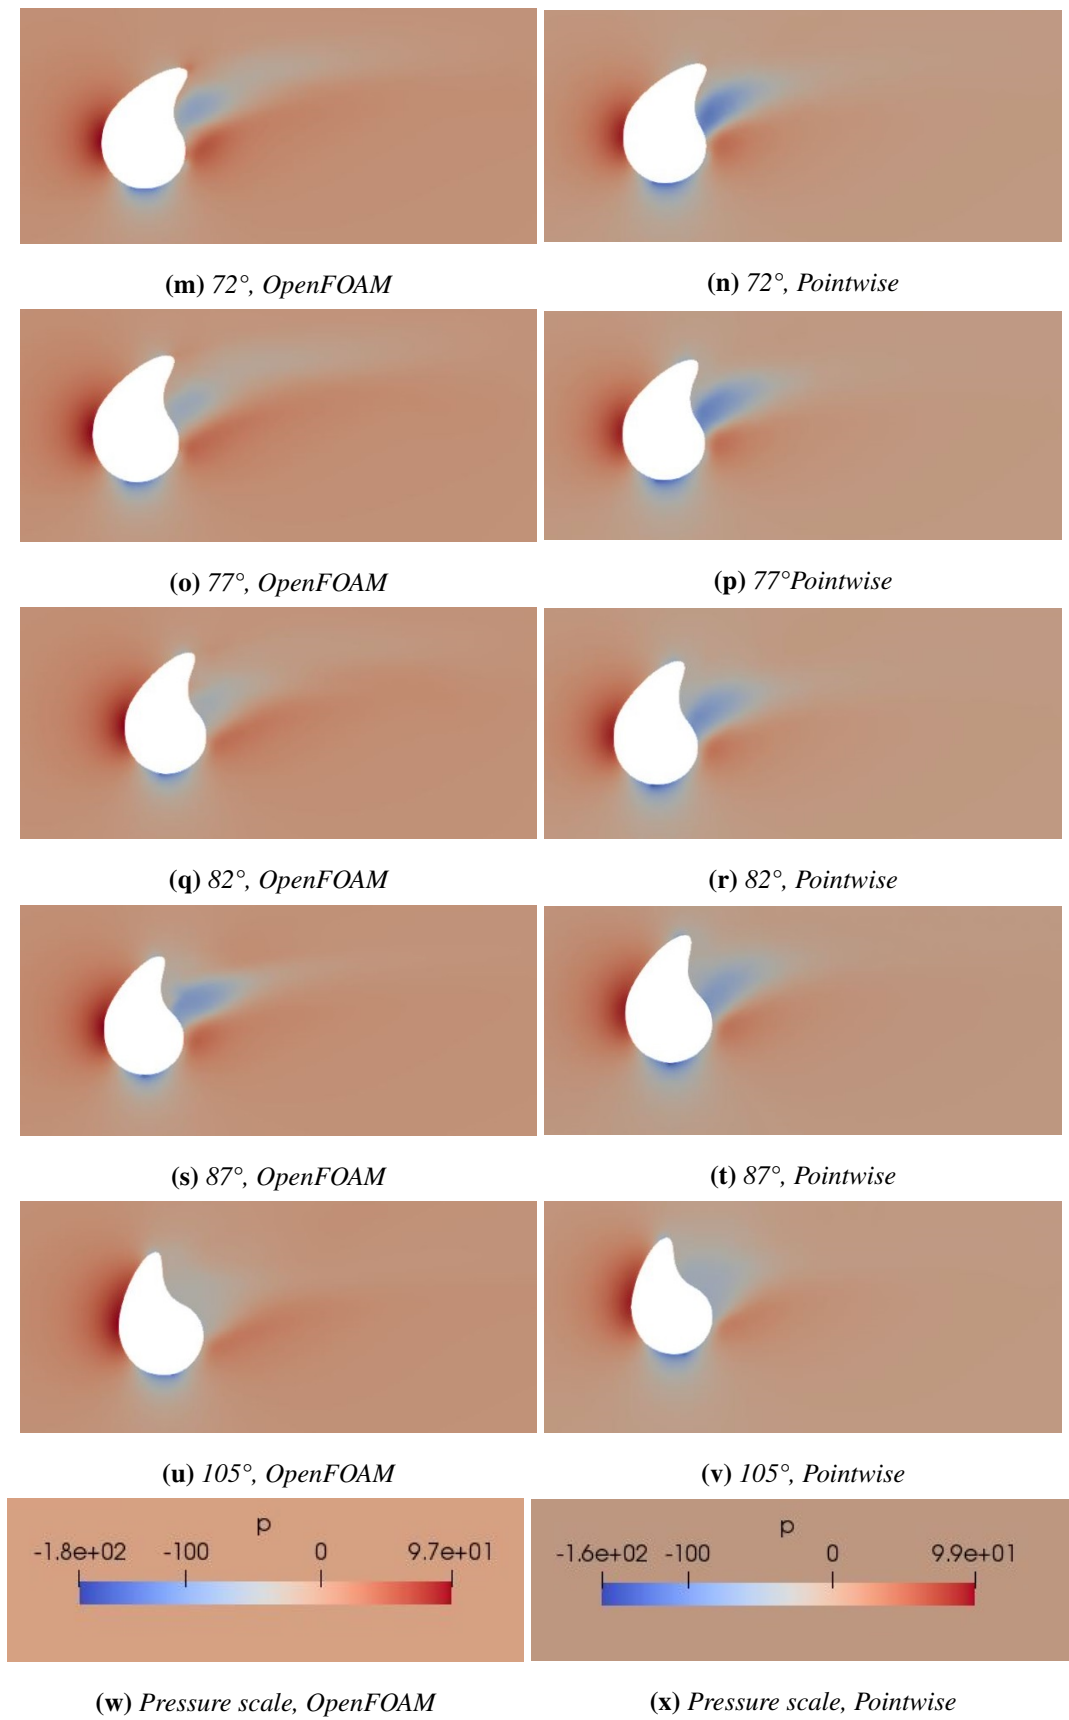 (m) 72°, OpenFOAM
(n) 72°, Pointwise
(o) 77°, OpenFOAM
(p) 77°Pointwise
(q) 82°, OpenFOAM
(r) 82°, Pointwise
(s) 87°, OpenFOAM
(t) 87°, Pointwise
(u) 105°, OpenFOAM
(v) 105°, Pointwise
p
-1.8e+02 -100 0 9.7e+01
p
-1.6e+02 -100 0 9.9e+01
(w) Pressure scale, OpenFOAM
(x) Pressure scale, Pointwise